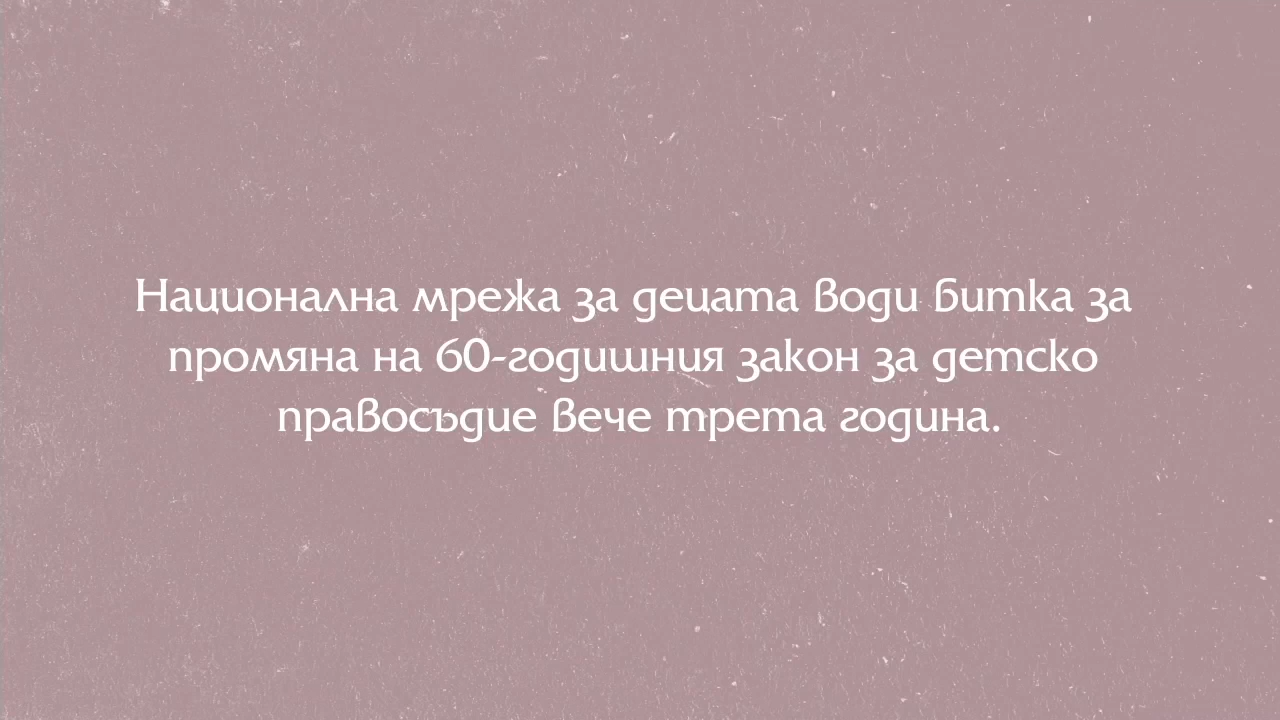 Национална мрежа за децата води битка за
промяна на 60-годишния закон за детско
правосъдие вече трета година.